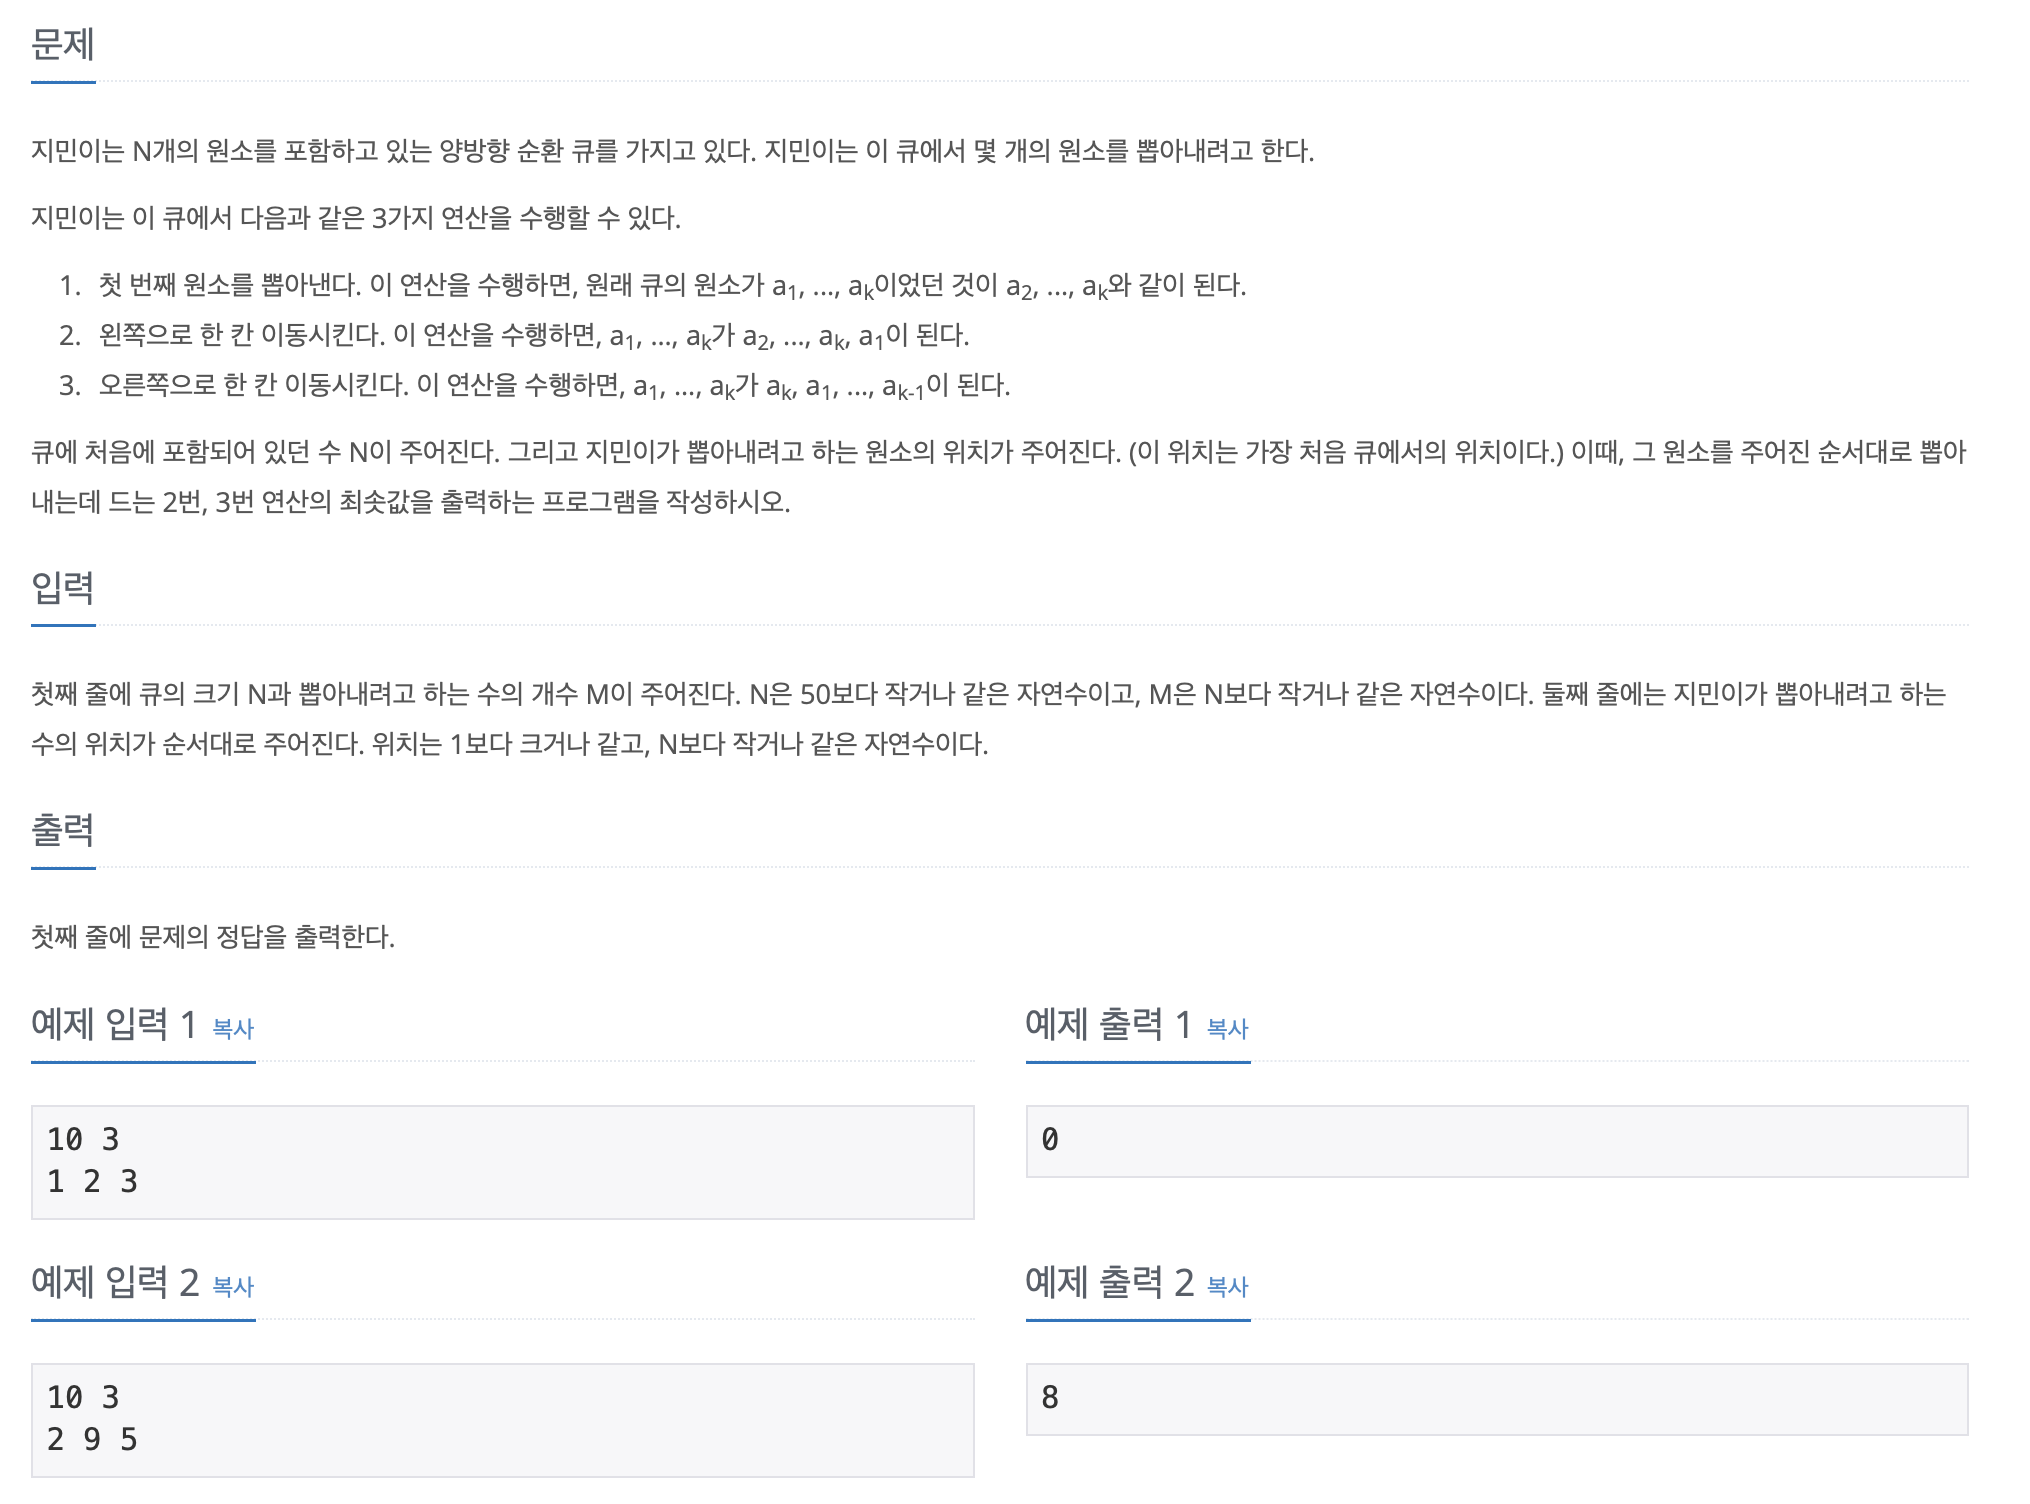 문제
지민이는 N개의 원소를 포함하고 있는 양방향 순환 큐를 가지고 있다. 지민이는 이 큐에서 몇 개의 원소를 뽑아내려고 한다.
지민이는 이 큐에서 다음과 같은 3가지 연산을 수행할 수 있다.
1. 첫 번째 원소를 뽑아낸다. 이 연산을 수행하면, 원래 큐의 원소가 a₁, ..., aₖ이었던 것이 a₂, ..., aₖ와 같이 된다.
2. 왼쪽으로 한 칸 이동시킨다. 이 연산을 수행하면, a₁, ..., aₖ가 a₂, ..., aₖ, a₁이 된다.
3. 오른쪽으로 한 칸 이동시킨다. 이 연산을 수행하면, a₁, ..., aₖ가 aₖ, a₁, ..., aₖ₋₁이 된다.
큐에 처음에 포함되어 있던 수 N이 주어진다. 그리고 지민이가 뽑아내려고 하는 원소의 위치가 주어진다. (이 위치는 가장 처음 큐에서의 위치이다.) 이때, 그 원소를 주어진 순서대로 뽑아
내는데 드는 2번, 3번 연산의 최솟값을 출력하는 프로그램을 작성하시오.
입력
첫째 줄에 큐의 크기 N과 뽑아내려고 하는 수의 개수 M이 주어진다. N은 50보다 작거나 같은 자연수이고, M은 N보다 작거나 같은 자연수이다. 둘째 줄에는 지민이가 뽑아내려고 하는
수의 위치가 순서대로 주어진다. 위치는 1보다 크거나 같고, N보다 작거나 같은 자연수이다.
출력
첫째 줄에 문제의 정답을 출력한다.
예제 입력 1 복사
10 3
1 2 3
예제 출력 1 복사
0
예제 입력 2 복사
10 3
2 9 5
예제 출력 2 복사
8